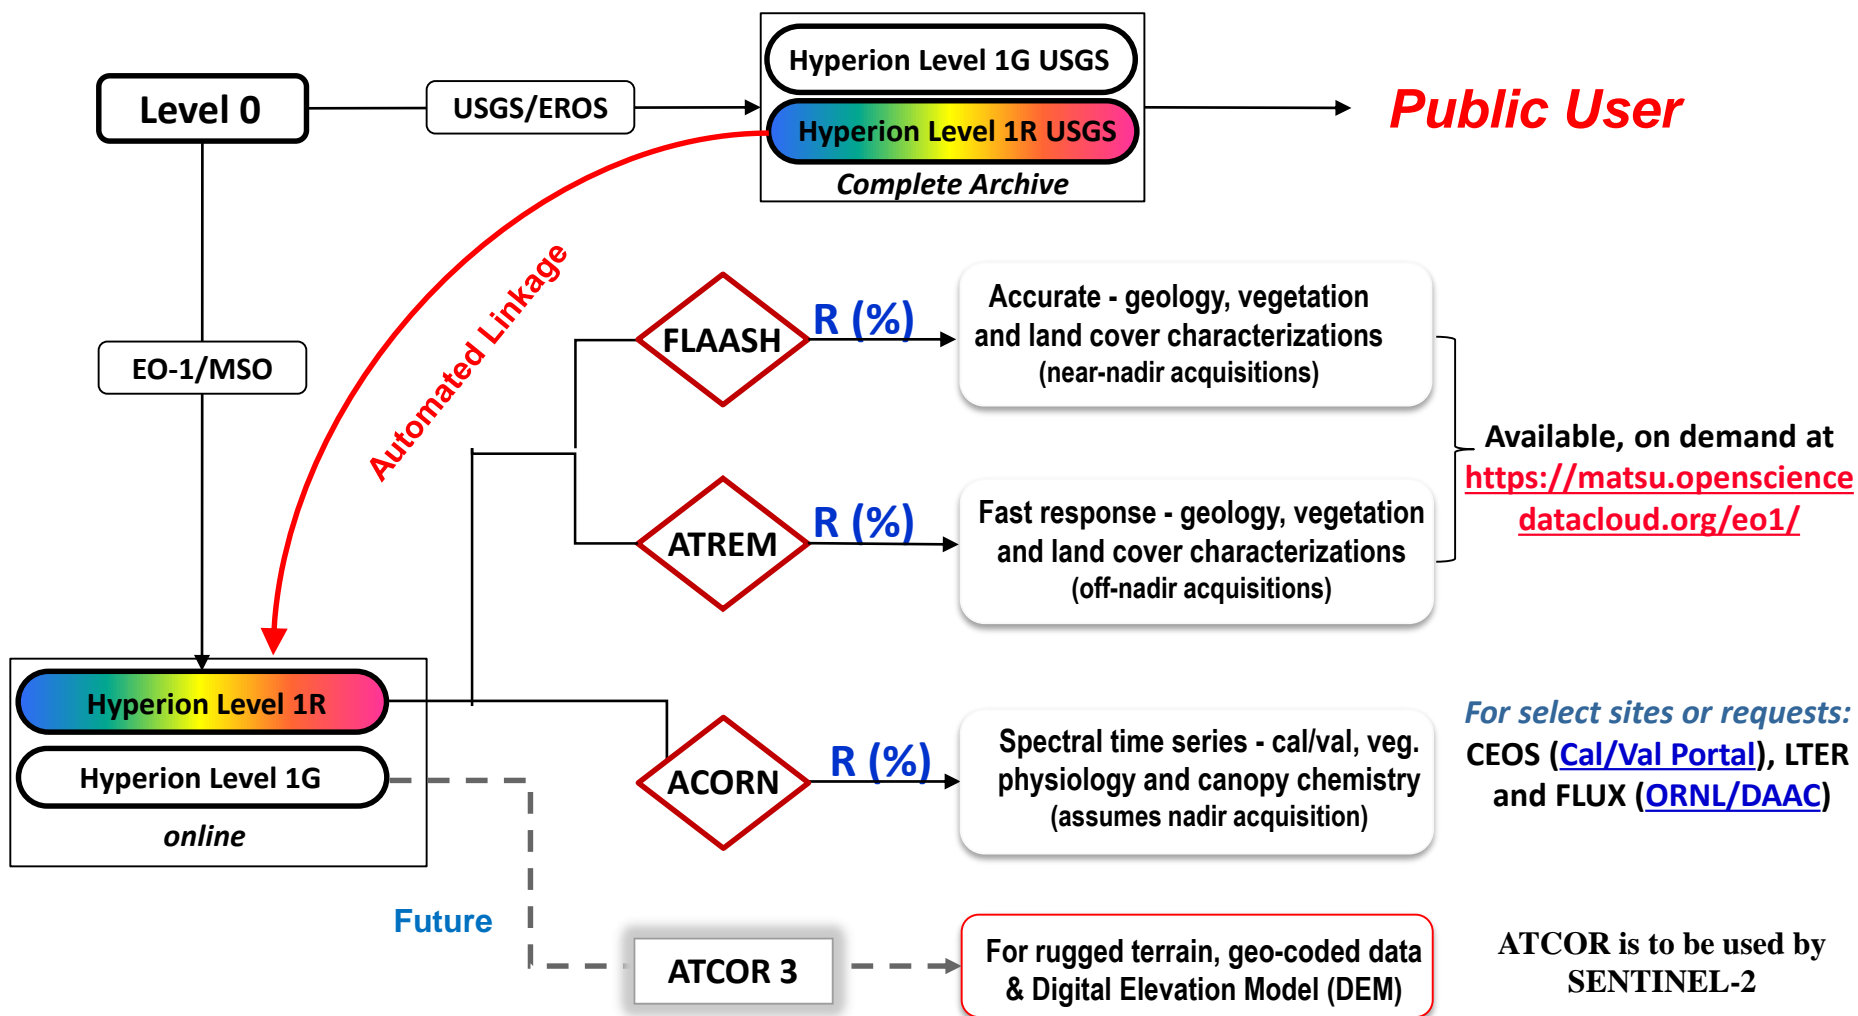 Hyperion Level 1G USGS
Level 0
USGS/EROS
Hyperion Level 1R USGS
Public User
Complete Archive
Automated Linkage
EO-1/MSO
FLAASH
R (%)
Accurate - geology, vegetation
and land cover characterizations
(near-nadir acquisitions)
ATREM
R (%)
Fast response - geology, vegetation
and land cover characterizations
(off-nadir acquisitions)
Available, on demand at
https://matsu.openscience
datacloud.org/eo1/
Hyperion Level 1R
Hyperion Level 1G
online
ACORN
R (%)
Spectral time series - cal/val, veg.
physiology and canopy chemistry
(assumes nadir acquisition)
For select sites or requests:
CEOS (Cal/Val Portal), LTER
and FLUX (ORNL/DAAC)
Future
ATCOR 3
For rugged terrain, geo-coded data
& Digital Elevation Model (DEM)
ATCOR is to be used by
SENTINEL-2